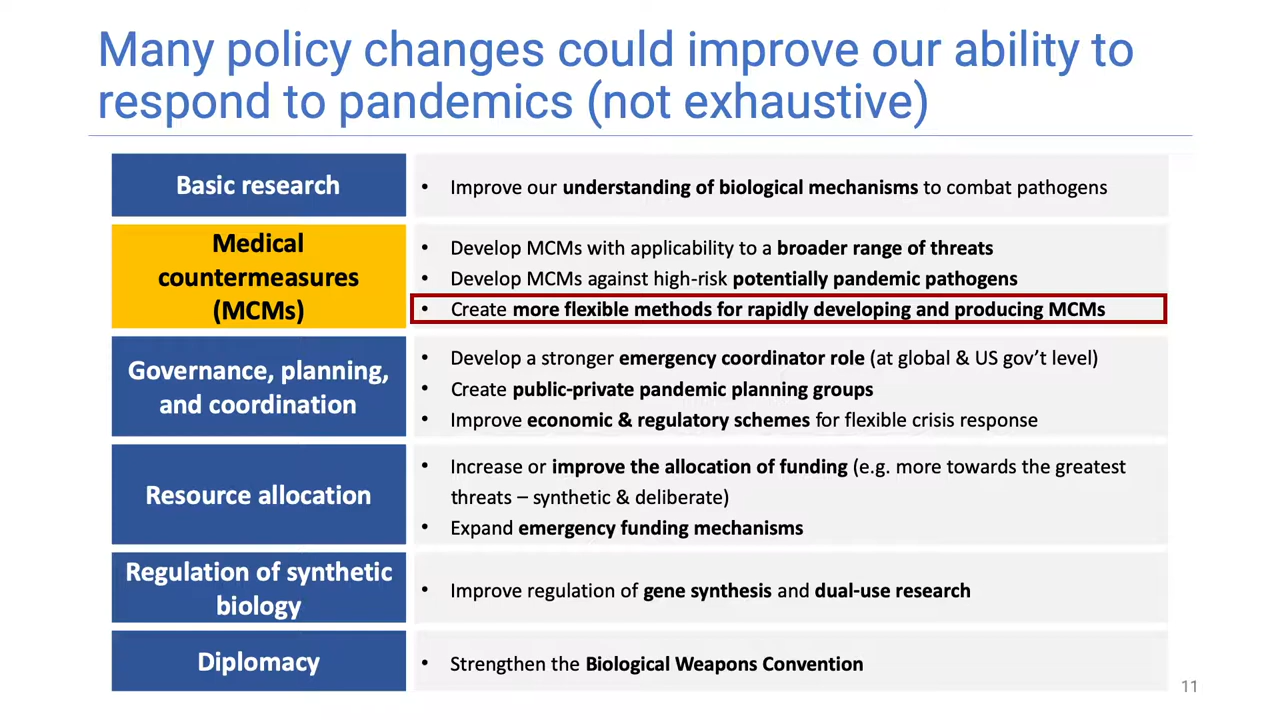 Many policy changes could improve our ability to
respond to pandemics (not exhaustive)
Basic research
• Improve our understanding of biological mechanisms to combat pathogens
Medical
countermeasures
(MCMs)
• Develop MCMs with applicability to a broader range of threats
• Develop MCMs against high-risk potentially pandemic pathogens
• Create more flexible methods for rapidly developing and producing MCMs
Governance, planning,
and coordination
• Develop a stronger emergency coordinator role (at global & US gov't level)
• Create public-private pandemic planning groups
• Improve economic & regulatory schemes for flexible crisis response
Resource allocation
• Increase or improve the allocation of funding (e.g. more towards the greatest
threats – synthetic & deliberate)
• Expand emergency funding mechanisms
Regulation of synthetic
biology
• Improve regulation of gene synthesis and dual-use research
Diplomacy
• Strengthen the Biological Weapons Convention
11